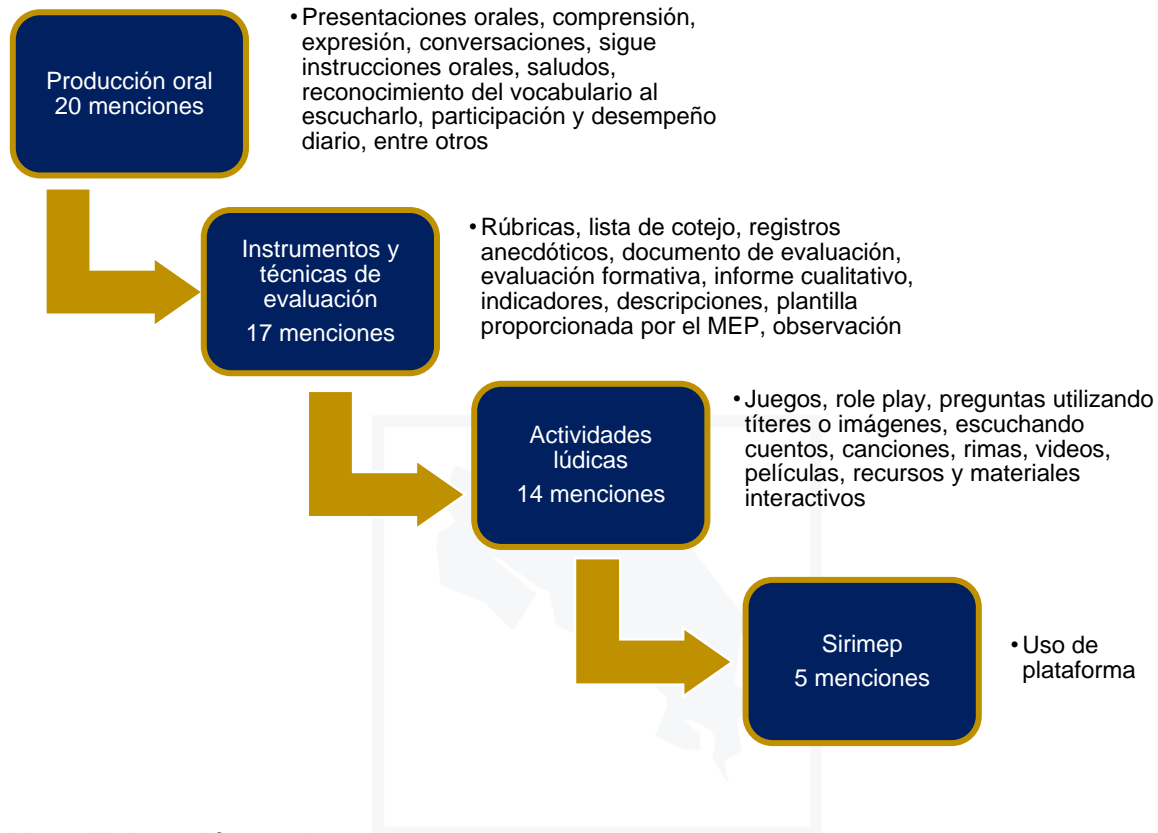 Producción oral
20 menciones
•Presentaciones orales, comprensión,
expresión, conversaciones, sigue
instrucciones orales, saludos,
reconocimiento del vocabulario al
escucharlo, participación y desempeño
diario, entre otros
Instrumentos y
técnicas de
evaluación
17 menciones
•Rúbricas, lista de cotejo, registros
anecdóticos, documento de evaluación,
evaluación formativa, informe cualitativo,
indicadores, descripciones, plantilla
proporcionada por el MEP, observación
Actividades
lúdicas
14 menciones
•Juegos, role play, preguntas utilizando
títeres o imágenes, escuchando
cuentos, canciones, rimas, videos,
películas, recursos y materiales
interactivos
Sirimep
5 menciones
•Uso de
plataforma